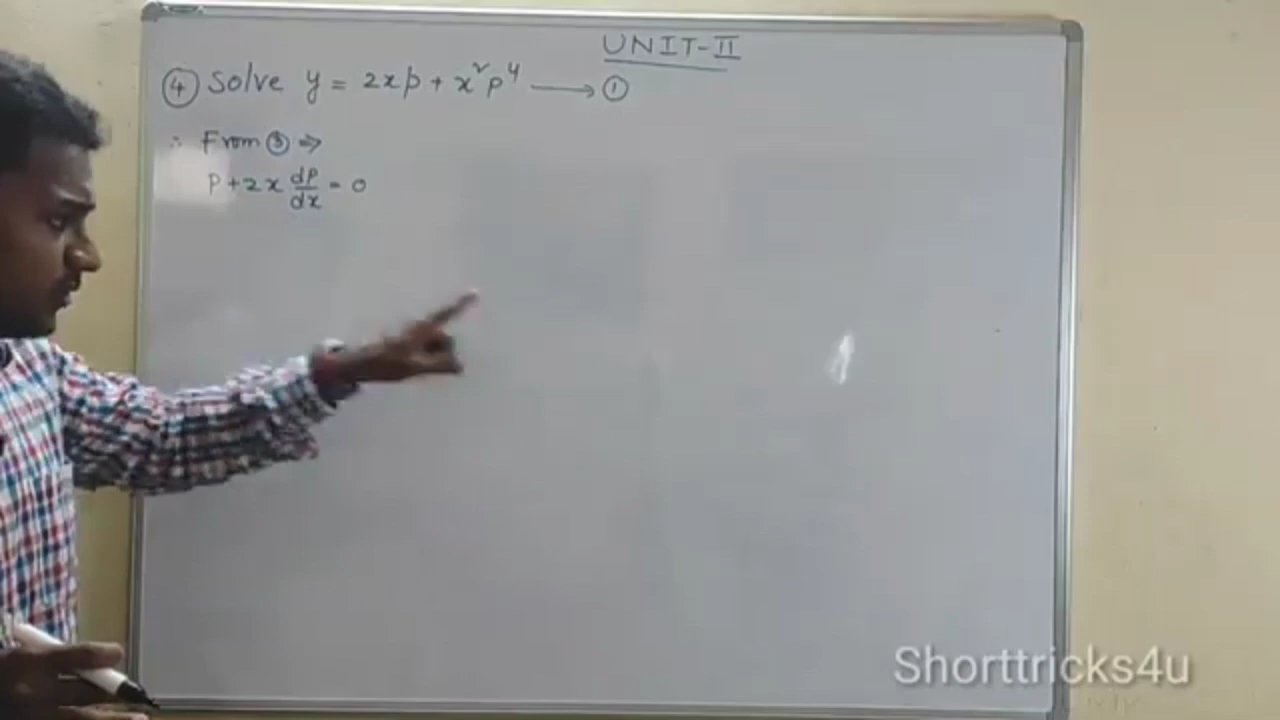 UNIT-II
④ Solve y = 2xp + x²p⁴ ⟶ ①
∴ From ③ ⇒
P + 2x dp/dx = 0
Shorttricks4u